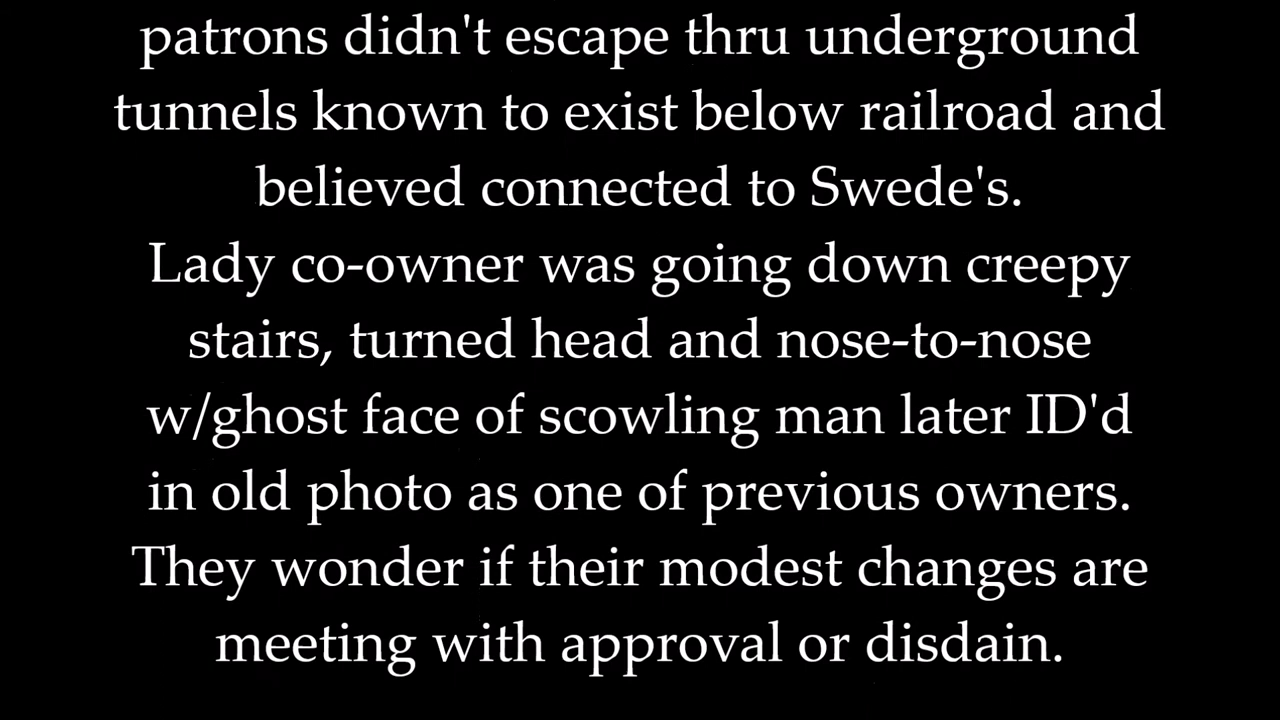 patrons didn't escape thru underground
tunnels known to exist below railroad and
believed connected to Swede's.
Lady co-owner was going down creepy
stairs, turned head and nose-to-nose
w/ghost face of scowling man later ID'd
in old photo as one of previous owners.
They wonder if their modest changes are
meeting with approval or disdain.